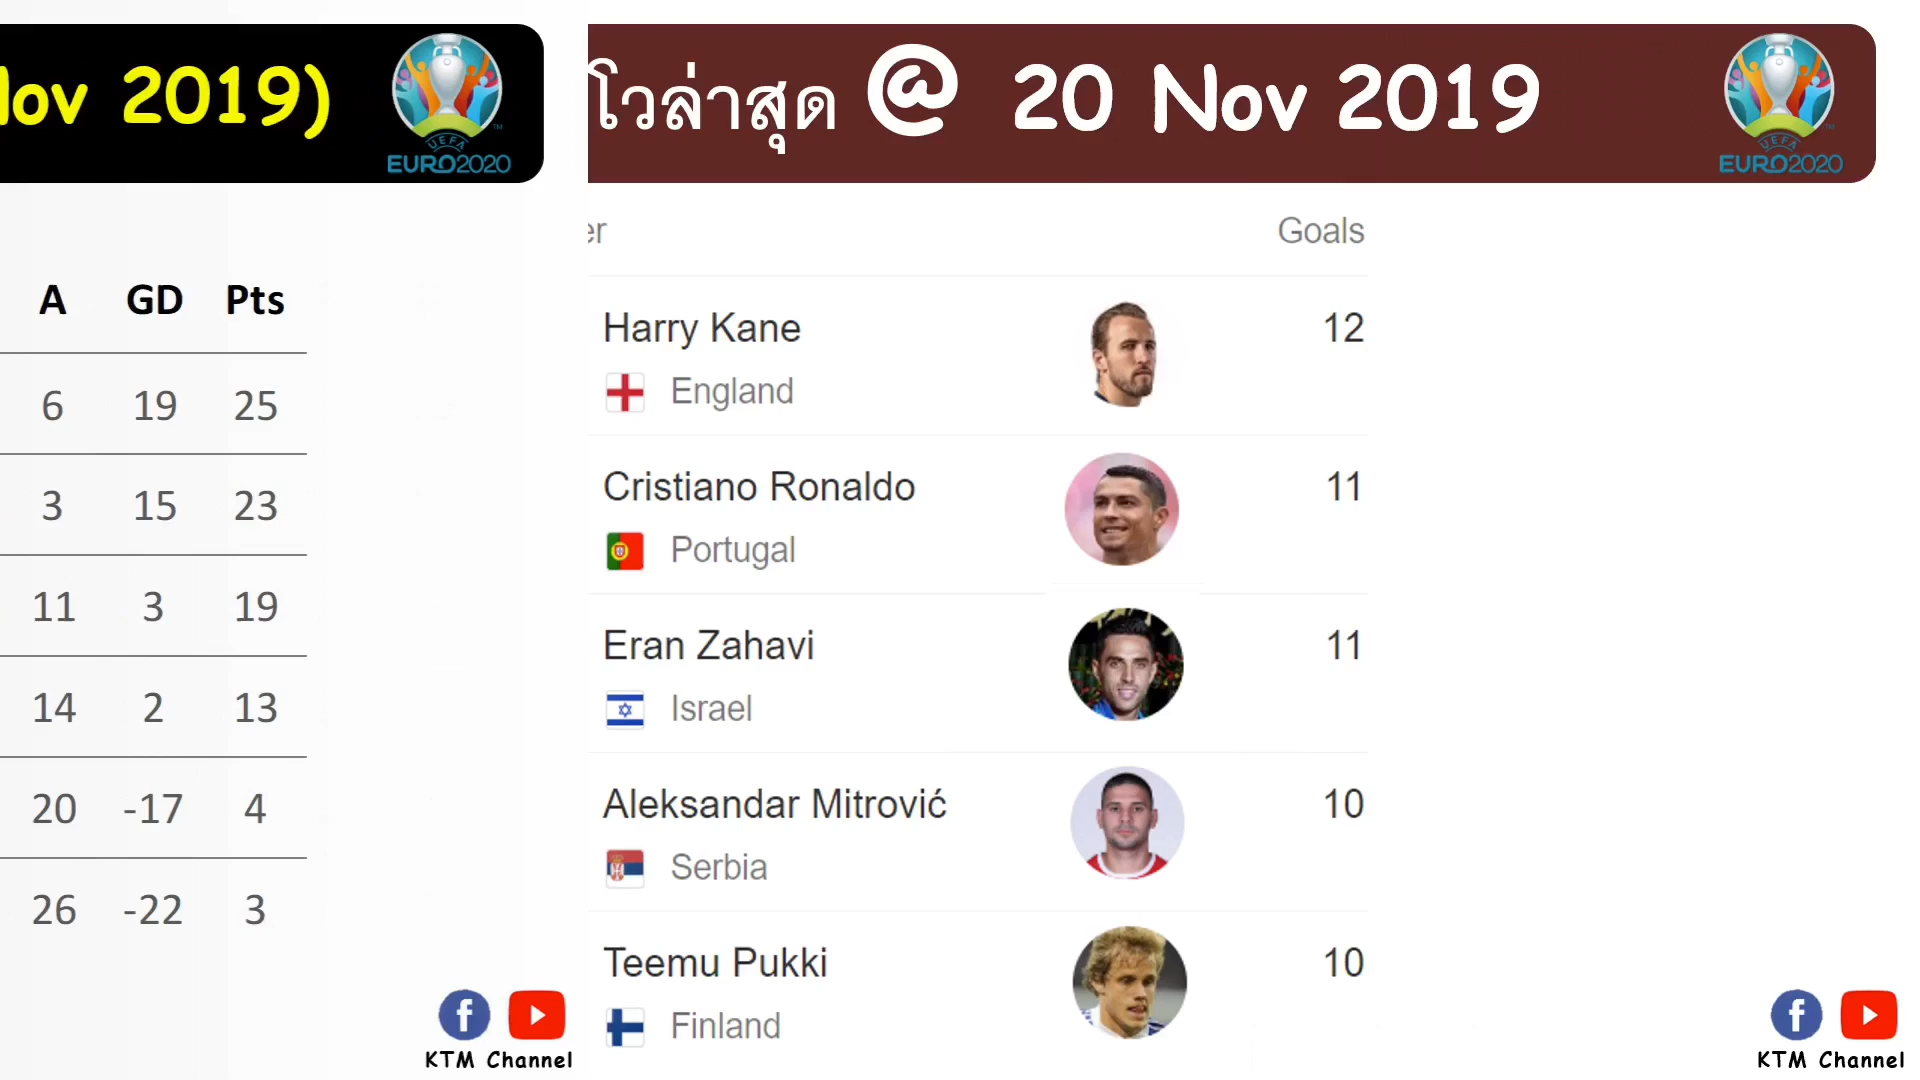 Nov 2019)
UEFA
EURO2020
A GD Pts
6 19 25
3 15 23
11 3 19
14 2 13
20 -17 4
26 -22 3
KTM Channel
โวล่าสุด @ 20 Nov 2019
UEFA
EURO2020
er Goals
Harry Kane 12
England
Cristiano Ronaldo 11
Portugal
Eran Zahavi 11
Israel
Aleksandar Mitrović 10
Serbia
Teemu Pukki 10
Finland
KTM Channel